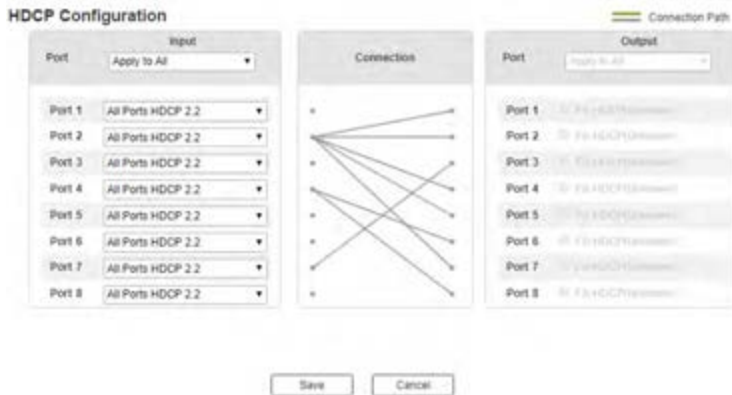 HDCP Configuration
Connection Path
Input
Port
Apply to All
Connection
Output
Port
Apply to All
Port 1 All Ports HDCP 2.2
Port 2 All Ports HDCP 2.2
Port 3 All Ports HDCP 2.2
Port 4 All Ports HDCP 2.2
Port 5 All Ports HDCP 2.2
Port 6 All Ports HDCP 2.2
Port 7 All Ports HDCP 2.2
Port 8 All Ports HDCP 2.2
Port 1
Port 2
Port 3
Port 4
Port 5
Port 6
Port 7
Port 8
Save
Cancel